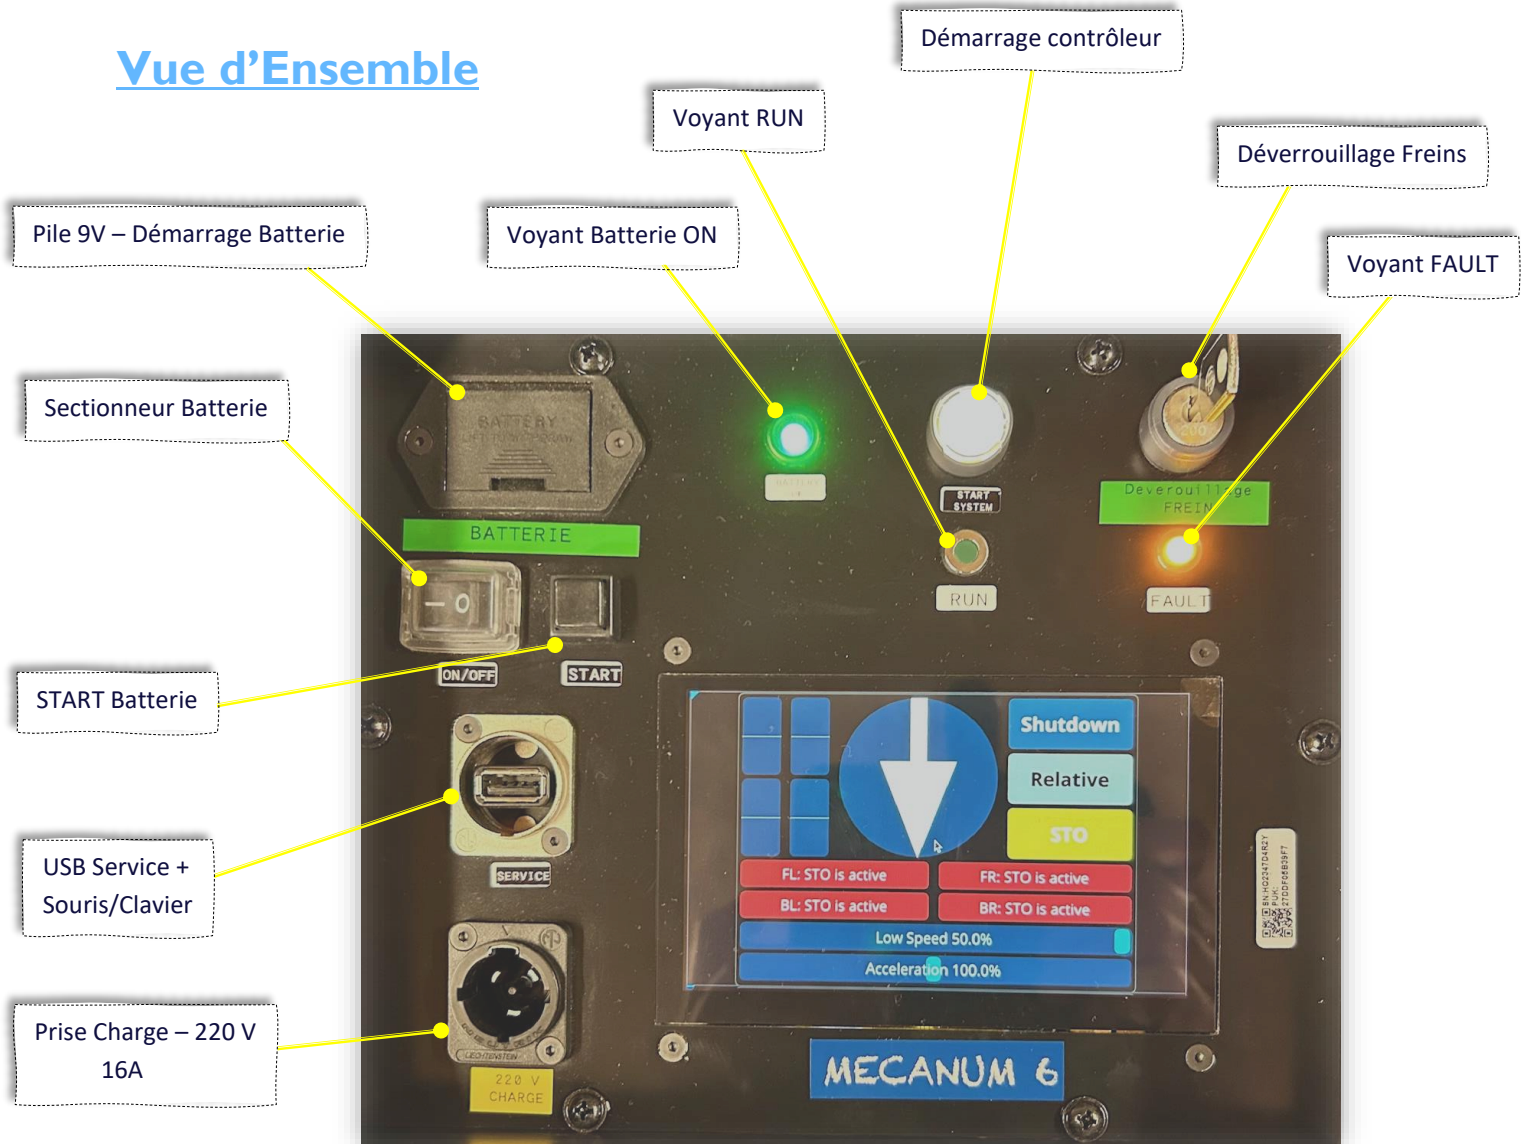 Vue d'Ensemble
Démarrage contrôleur
Voyant RUN
Déverrouillage Freins
Pile 9V – Démarrage Batterie
Voyant Batterie ON
Voyant FAULT
Sectionneur Batterie
START Batterie
USB Service +
Souris/Clavier
Prise Charge – 220 V
16A
BATTERY
BATTERIE
ON/OFF
START
SERVICE
LIECHTENSTEIN
220 V
CHARGE
BATTERY
START
SYSTEM
RUN
Deverouillage
FREIN
FAULT
Shutdown
Relative
STO
FL: STO is active
FR: STO is active
BL: STO is active
BR: STO is active
Low Speed 50.0%
Acceleration 100.0%
MECANUM 6